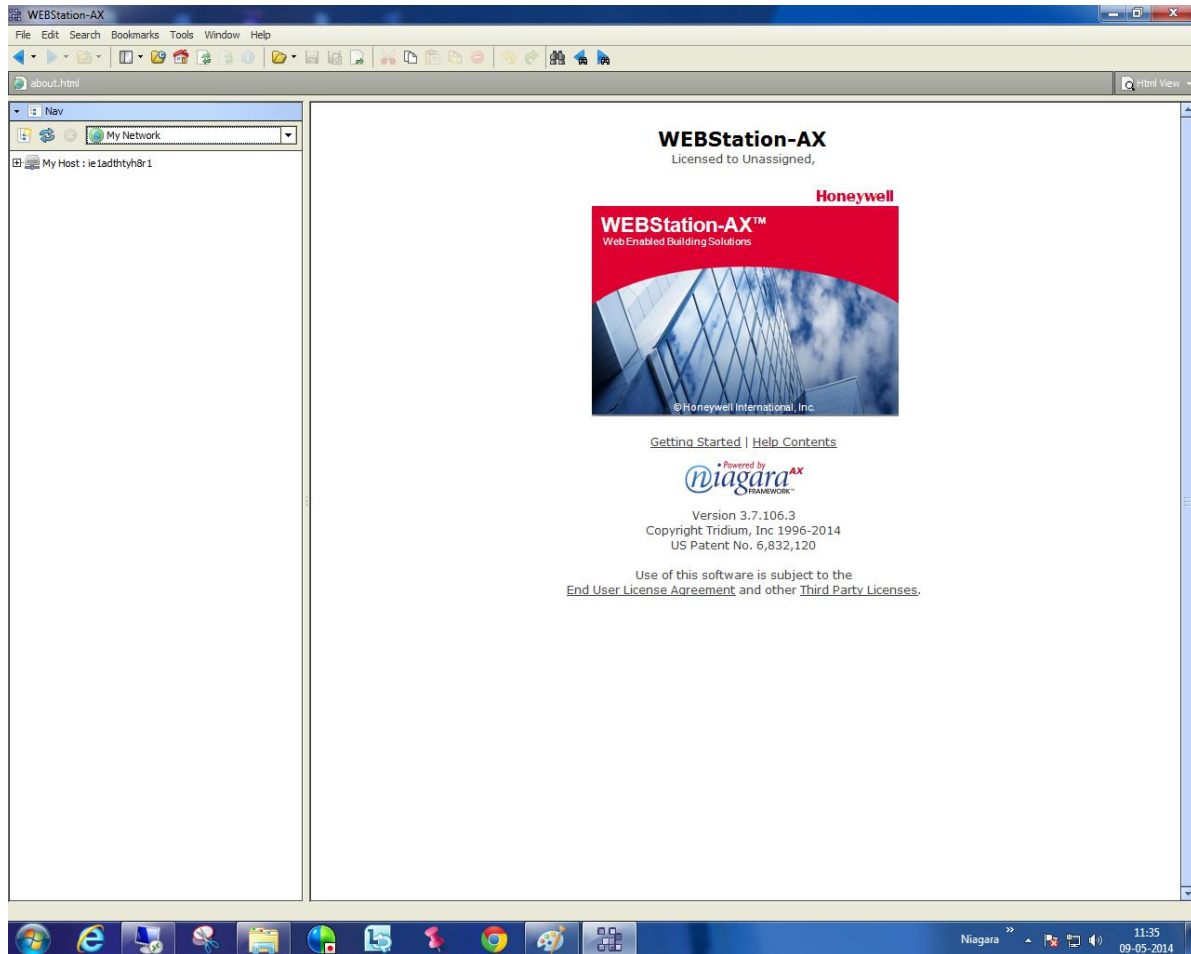 WEBStation-AX
File Edit Search Bookmarks Tools Window Help
about.html
Html View
Nav
My Network
My Host : ie1adthtyh8r1
WEBStation-AX
Licensed to Unassigned,
Honeywell
WEBStation-AX™
Web Enabled Building Solutions
© Honeywell International, Inc.
Getting Started | Help Contents
Powered by
niagara AX
FRAMEWORK™
Version 3.7.106.3
Copyright Tridium, Inc 1996-2014
US Patent No. 6,832,120
Use of this software is subject to the
End User License Agreement and other Third Party Licenses.
Niagara
11:35
09-05-2014